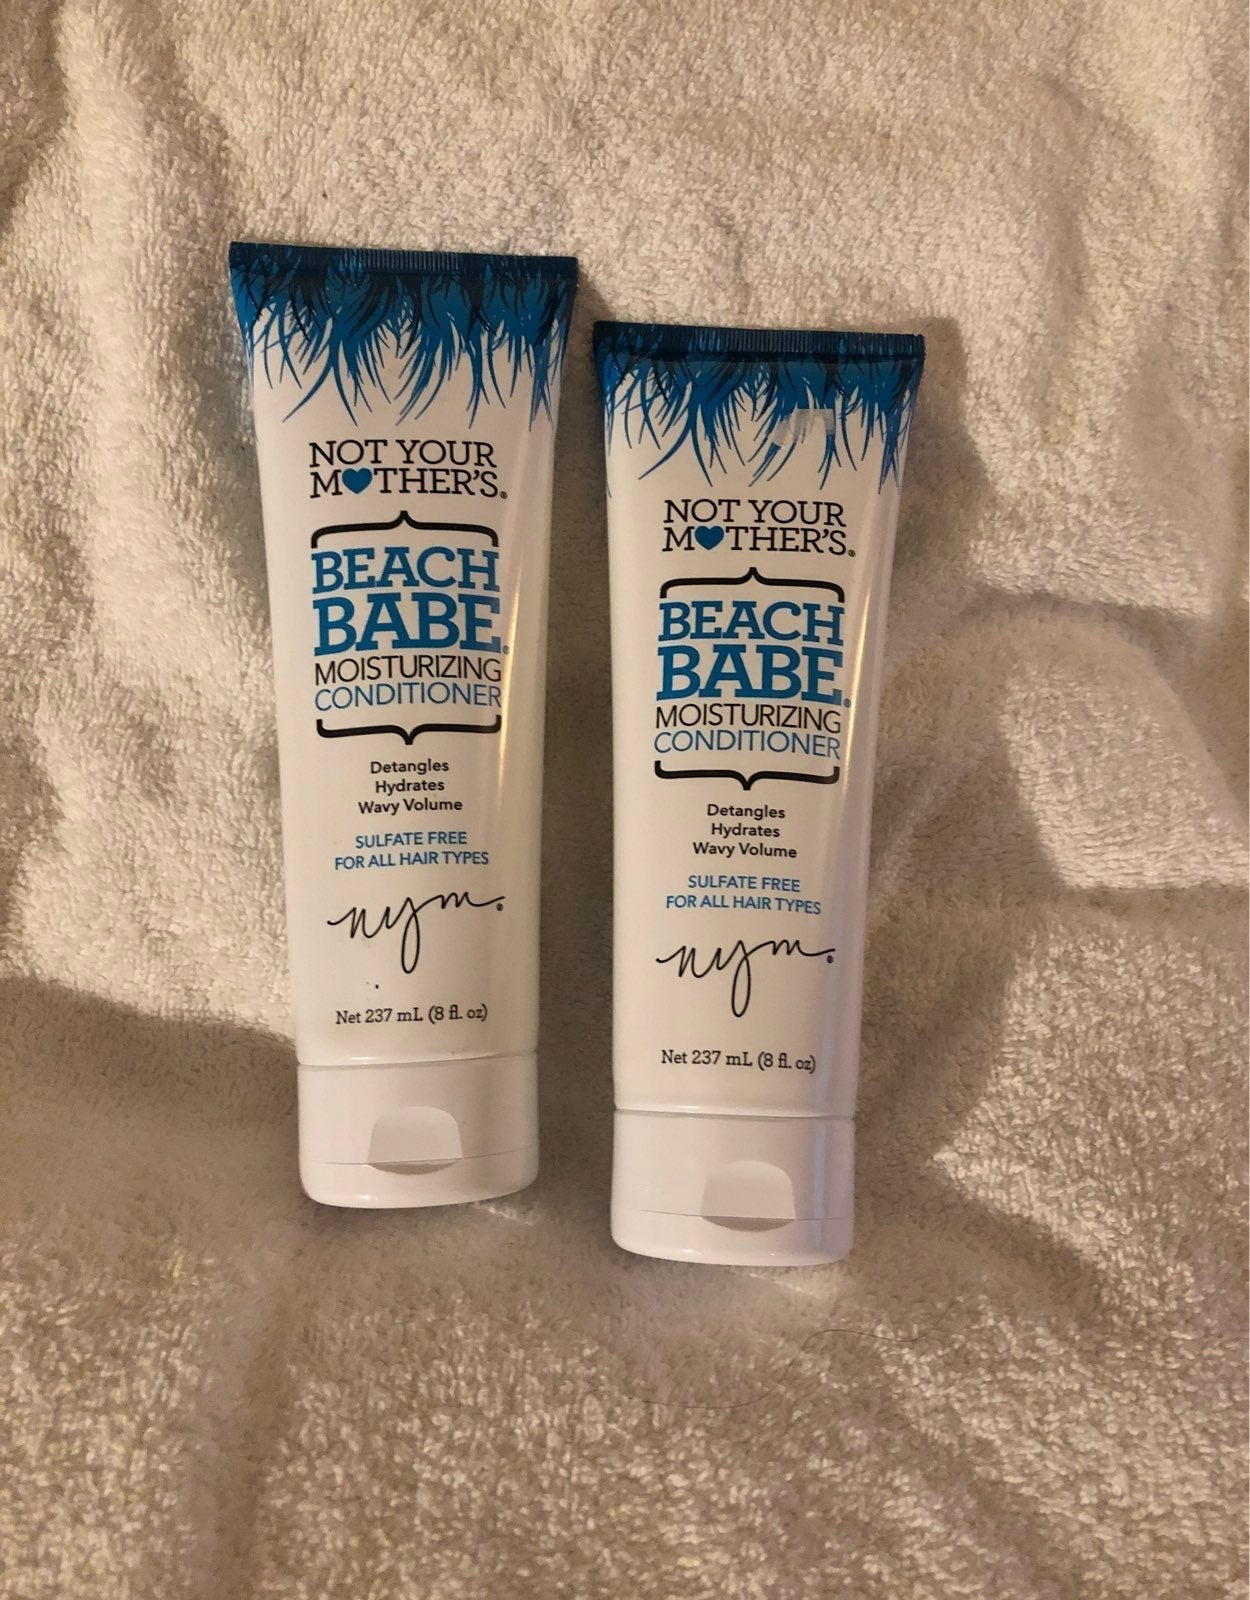 NOT YOUR
MOTHER'S®
BEACH
BABE®
MOISTURIZING
CONDITIONER
Detangles
Hydrates
Wavy Volume
SULFATE FREE
FOR ALL HAIR TYPES
nym®
Net 237 mL (8 fl. oz)
NOT YOUR
MOTHER'S®
BEACH
BABE®
MOISTURIZING
CONDITIONER
Detangles
Hydrates
Wavy Volume
SULFATE FREE
FOR ALL HAIR TYPES
nym®
Net 237 mL (8 fl. oz)